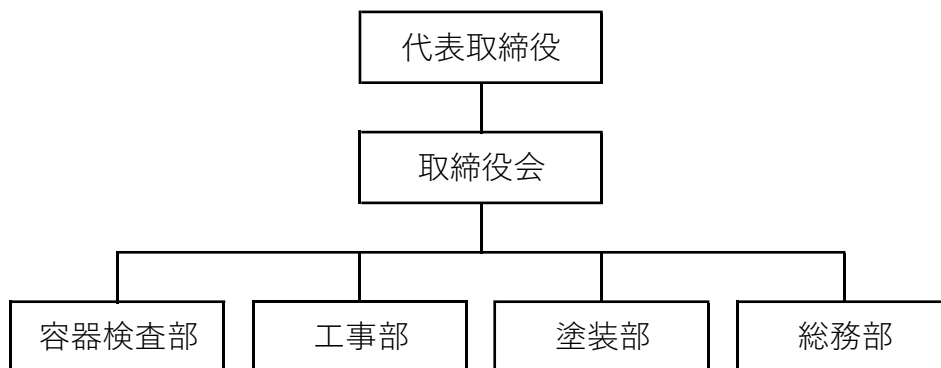 代表取締役
取締役会
容器検査部
工事部
塗装部
総務部